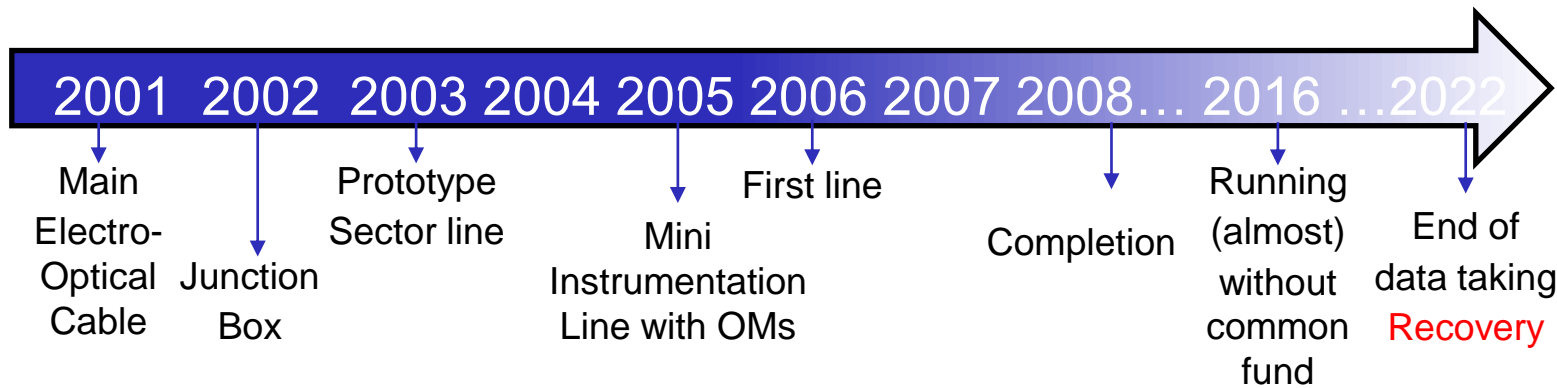 2001 2002 2003 2004 2005 2006 2007 2008… 2016 …2022
Main
Electro-
Optical
Cable
Junction
Box
Prototype
Sector line
Mini
Instrumentation
Line with OMs
First line
Completion
Running
(almost)
without
common
fund
End of
data taking
Recovery